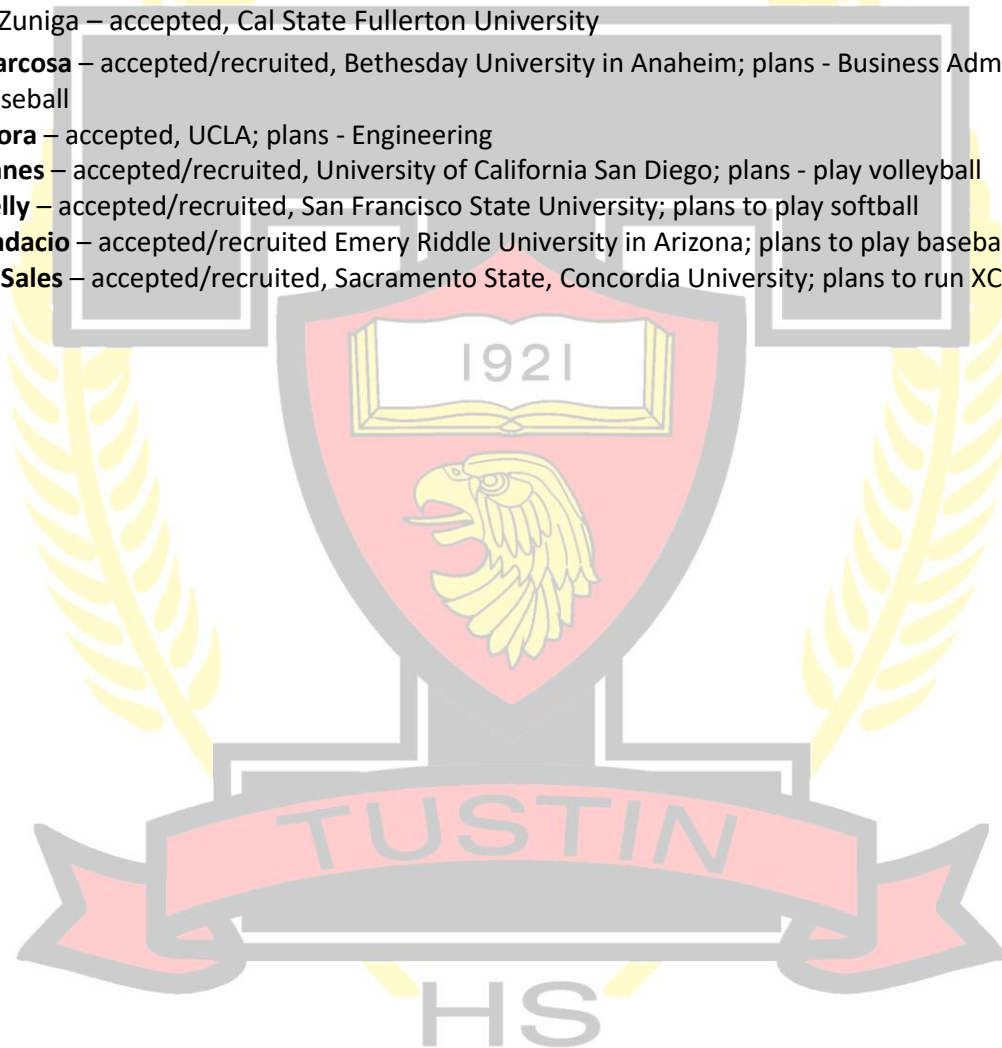 Zuniga – accepted, Cal State Fullerton University
arcosa – accepted/recruited, Bethesday University in Anaheim; plans - Business Adm
seball
ora – accepted, UCLA; plans - Engineering
nes – accepted/recruited, University of California San Diego; plans - play volleyball
elly – accepted/recruited, San Francisco State University; plans to play softball
ndacio – accepted/recruited Emery Riddle University in Arizona; plans to play baseba
Sales – accepted/recruited, Sacramento State, Concordia University; plans to run XC
1921
TUSTIN
HS